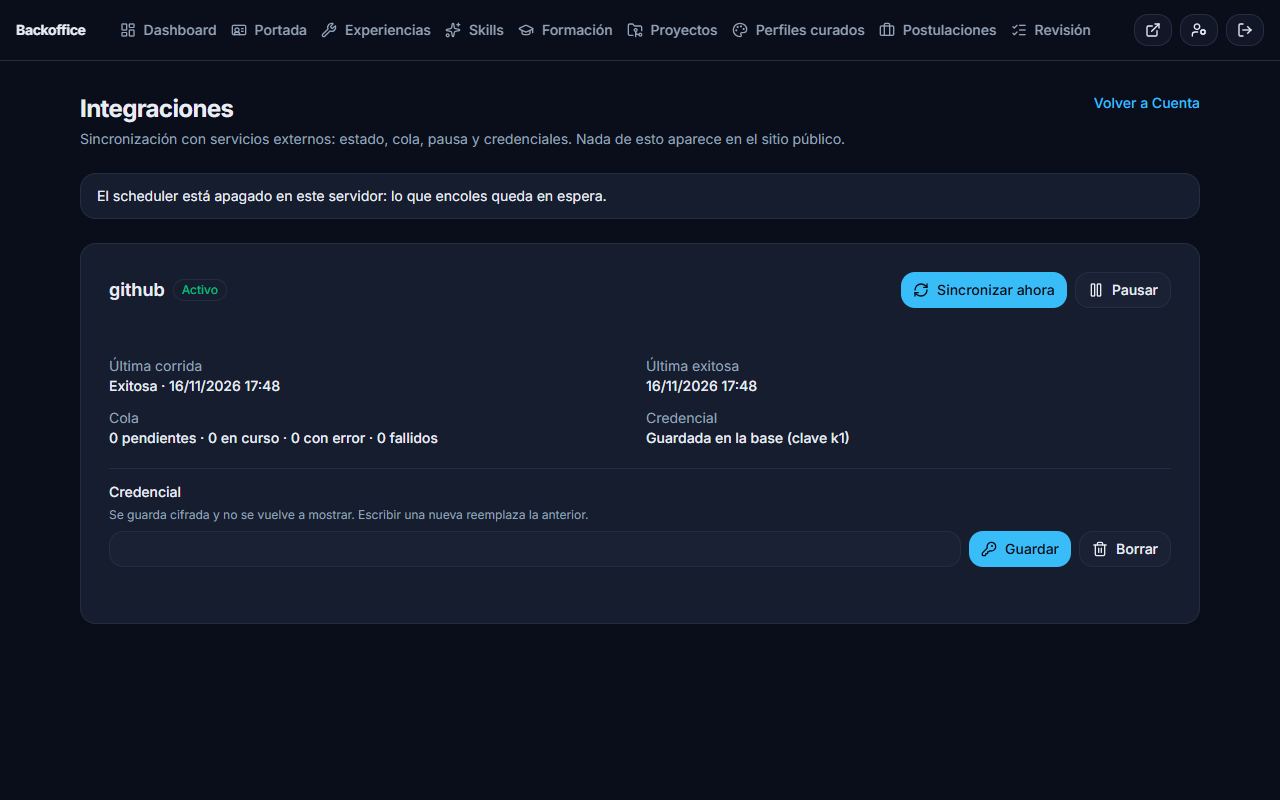 Backoffice Dashboard Portada Experiencias Skills Formación Proyectos Perfiles curados Postulaciones Revisión
Integraciones
Volver a Cuenta
Sincronización con servicios externos: estado, cola, pausa y credenciales. Nada de esto aparece en el sitio público.
El scheduler está apagado en este servidor: lo que encoles queda en espera.
github Activo Sincronizar ahora Pausar
Última corrida
Exitosa · 16/11/2026 17:48
Última exitosa
16/11/2026 17:48
Cola
0 pendientes · 0 en curso · 0 con error · 0 fallidos
Credencial
Guardada en la base (clave k1)
Credencial
Se guarda cifrada y no se vuelve a mostrar. Escribir una nueva reemplaza la anterior.
Guardar Borrar